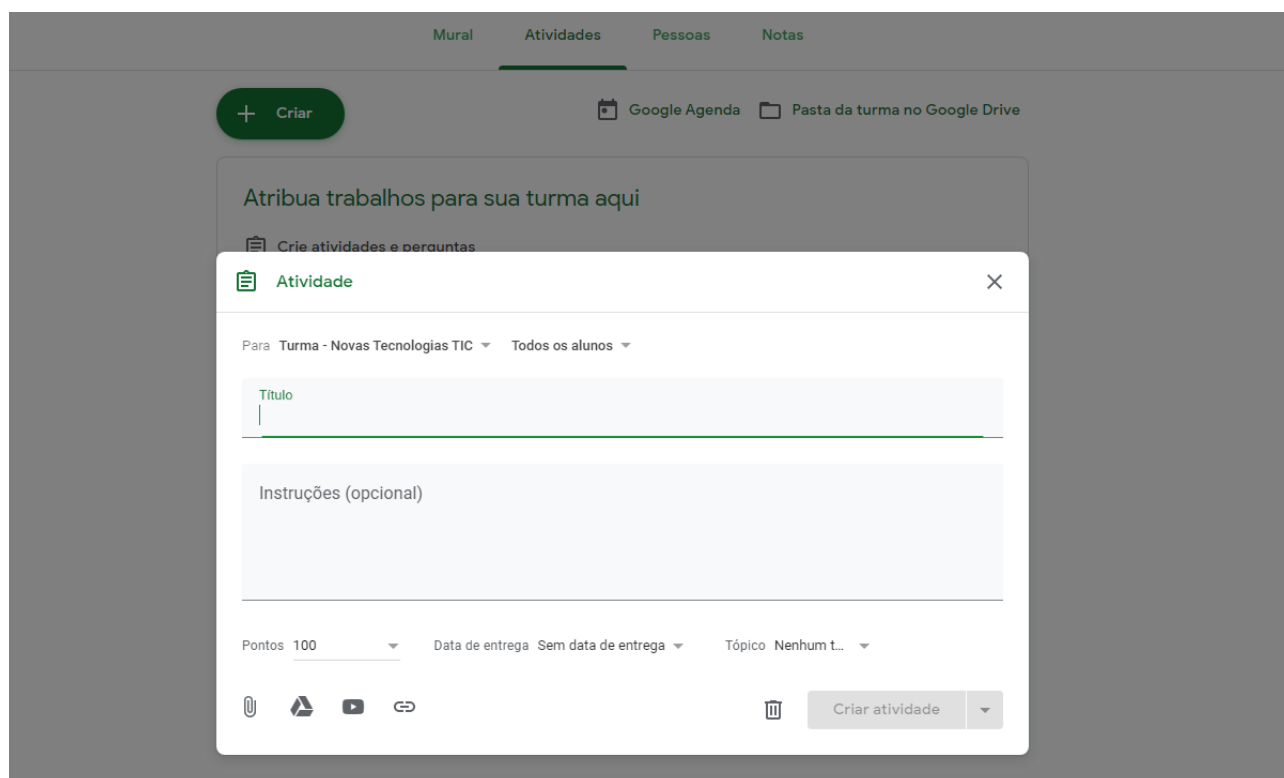 Mural Atividades Pessoas Notas
Criar Google Agenda Pasta da turma no Google Drive
Atribua trabalhos para sua turma aqui
Crie atividades e perguntas
Atividade
Para Turma - Novas Tecnologias TIC Todos os alunos
Título
Instruções (opcional)
Pontos 100 Data de entrega Sem data de entrega Tópico Nenhum t...
Criar atividade